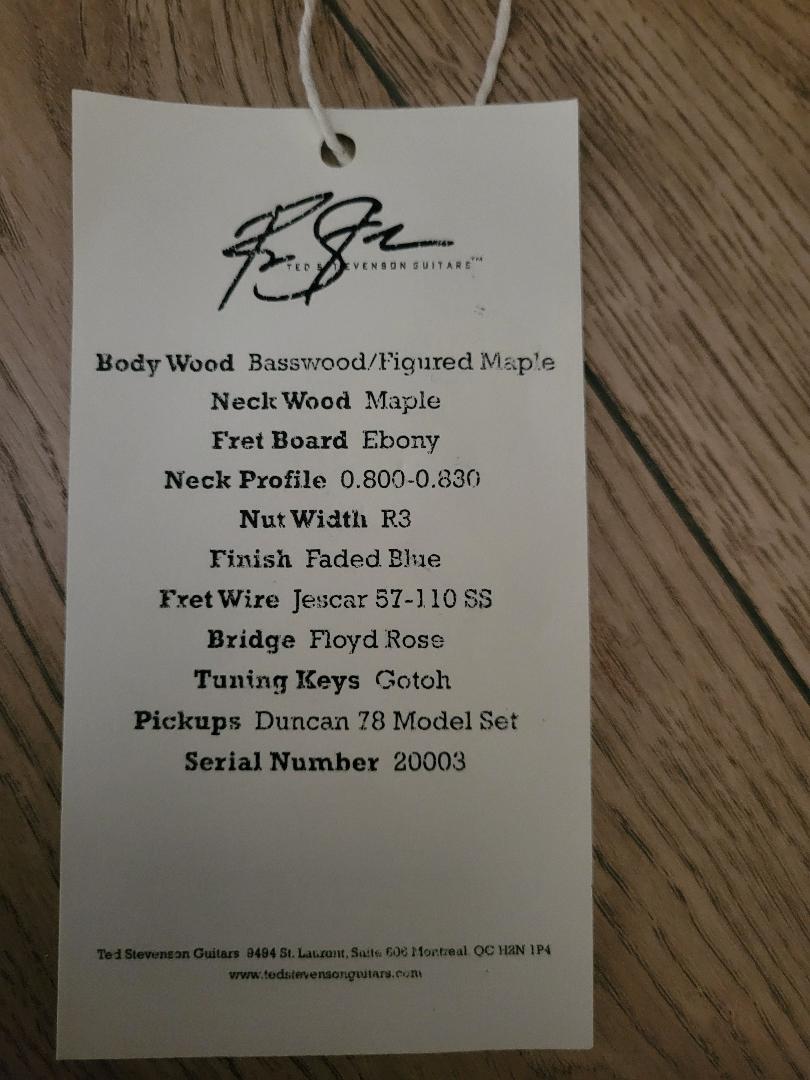 TED STEVENSON GUITARS™
Body Wood Basswood/Figured Maple
Neck Wood Maple
Fret Board Ebony
Neck Profile 0.800-0.830
Nut Width R3
Finish Faded Blue
Fret Wire Jescar 57-110 SS
Bridge Floyd Rose
Tuning Keys Gotoh
Pickups Duncan 78 Model Set
Serial Number 20003
Ted Stevenson Guitars 9494 St. Laurent, Suite 606 Montreal QC H2N 1P4
www.tedstevensonguitars.com